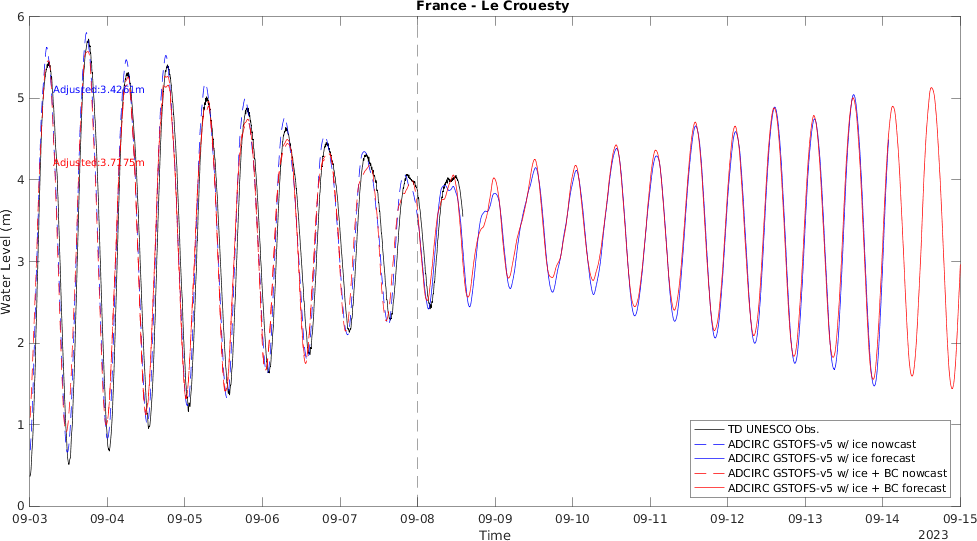 France - Le Crouesty
6
5
4
3
2
1
0
Water Level (m)
Adjusted:3.4261m
Adjusted:3.7175m
TD UNESCO Obs.
ADCIRC GSTOFS-v5 w/ ice nowcast
ADCIRC GSTOFS-v5 w/ ice forecast
ADCIRC GSTOFS-v5 w/ ice + BC nowcast
ADCIRC GSTOFS-v5 w/ ice + BC forecast
09-03 09-04 09-05 09-06 09-07 09-08 09-09 09-10 09-11 09-12 09-13 09-14 09-15
Time
2023